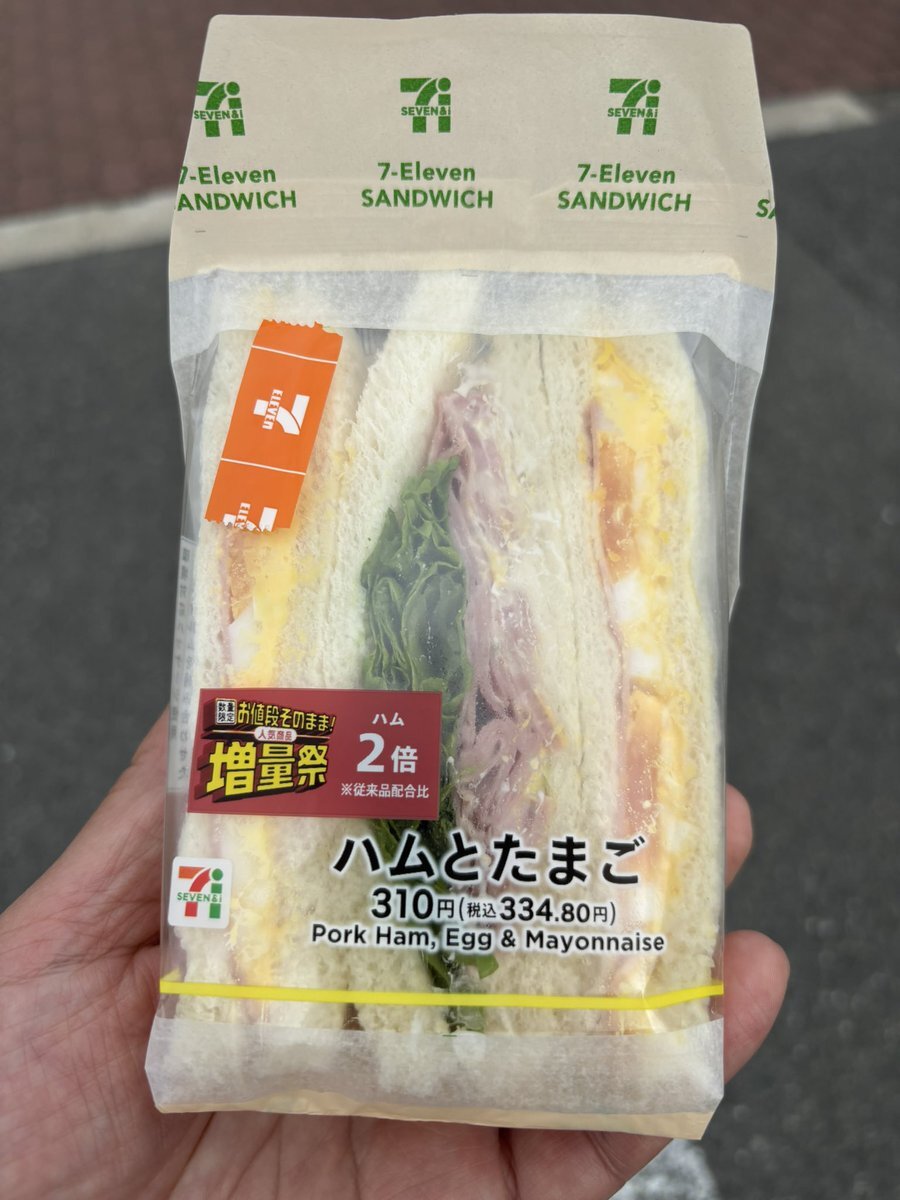 SEVEN&i SEVEN&i SEVEN&i
7-Eleven 7-Eleven 7-Eleven
SANDWICH SANDWICH SANDWICH
7 ELEVEN
数量限定 お値段そのまま!
人気商品
増量祭
ハム
2倍
※従来品配合比
ハムとたまご
310円(税込334.80円)
SEVEN&i
Pork Ham, Egg & Mayonnaise